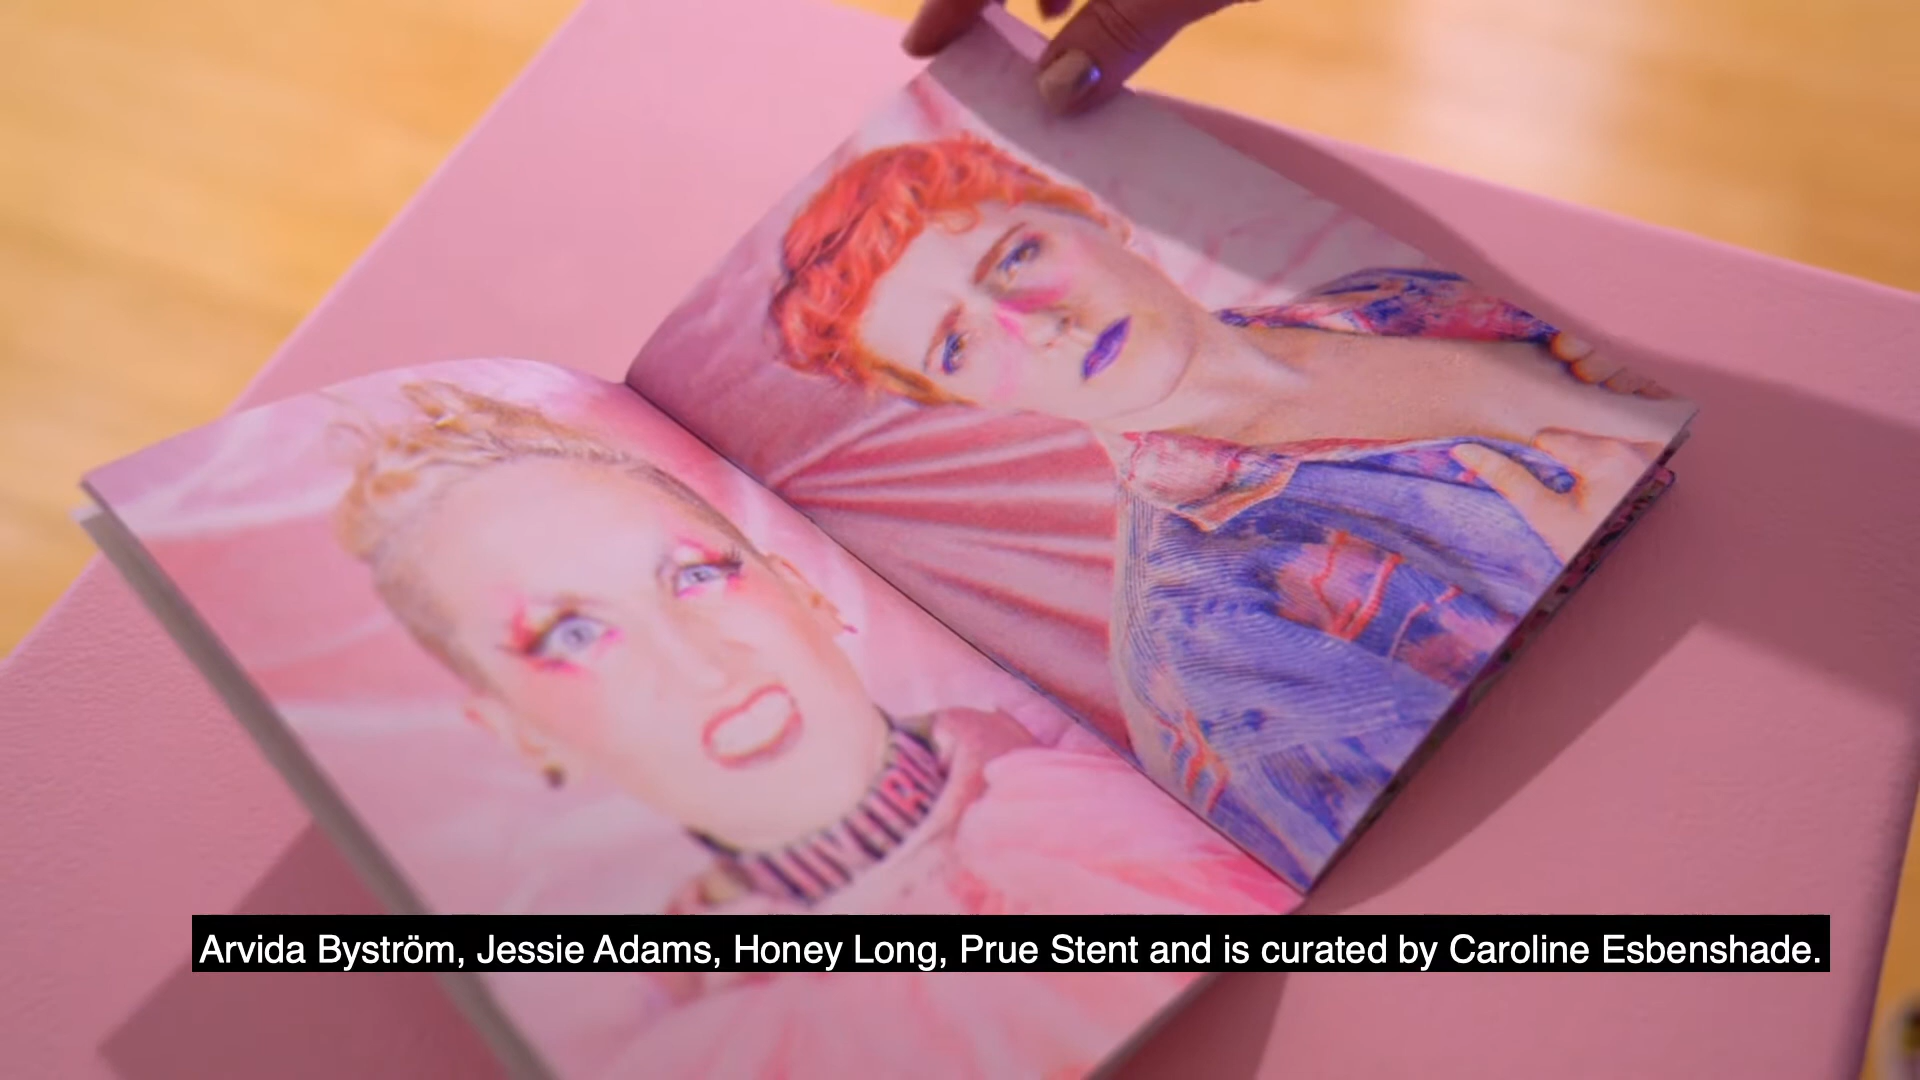 Arvida Byström, Jessie Adams, Honey Long, Prue Stent and is curated by Caroline Esbenshade.